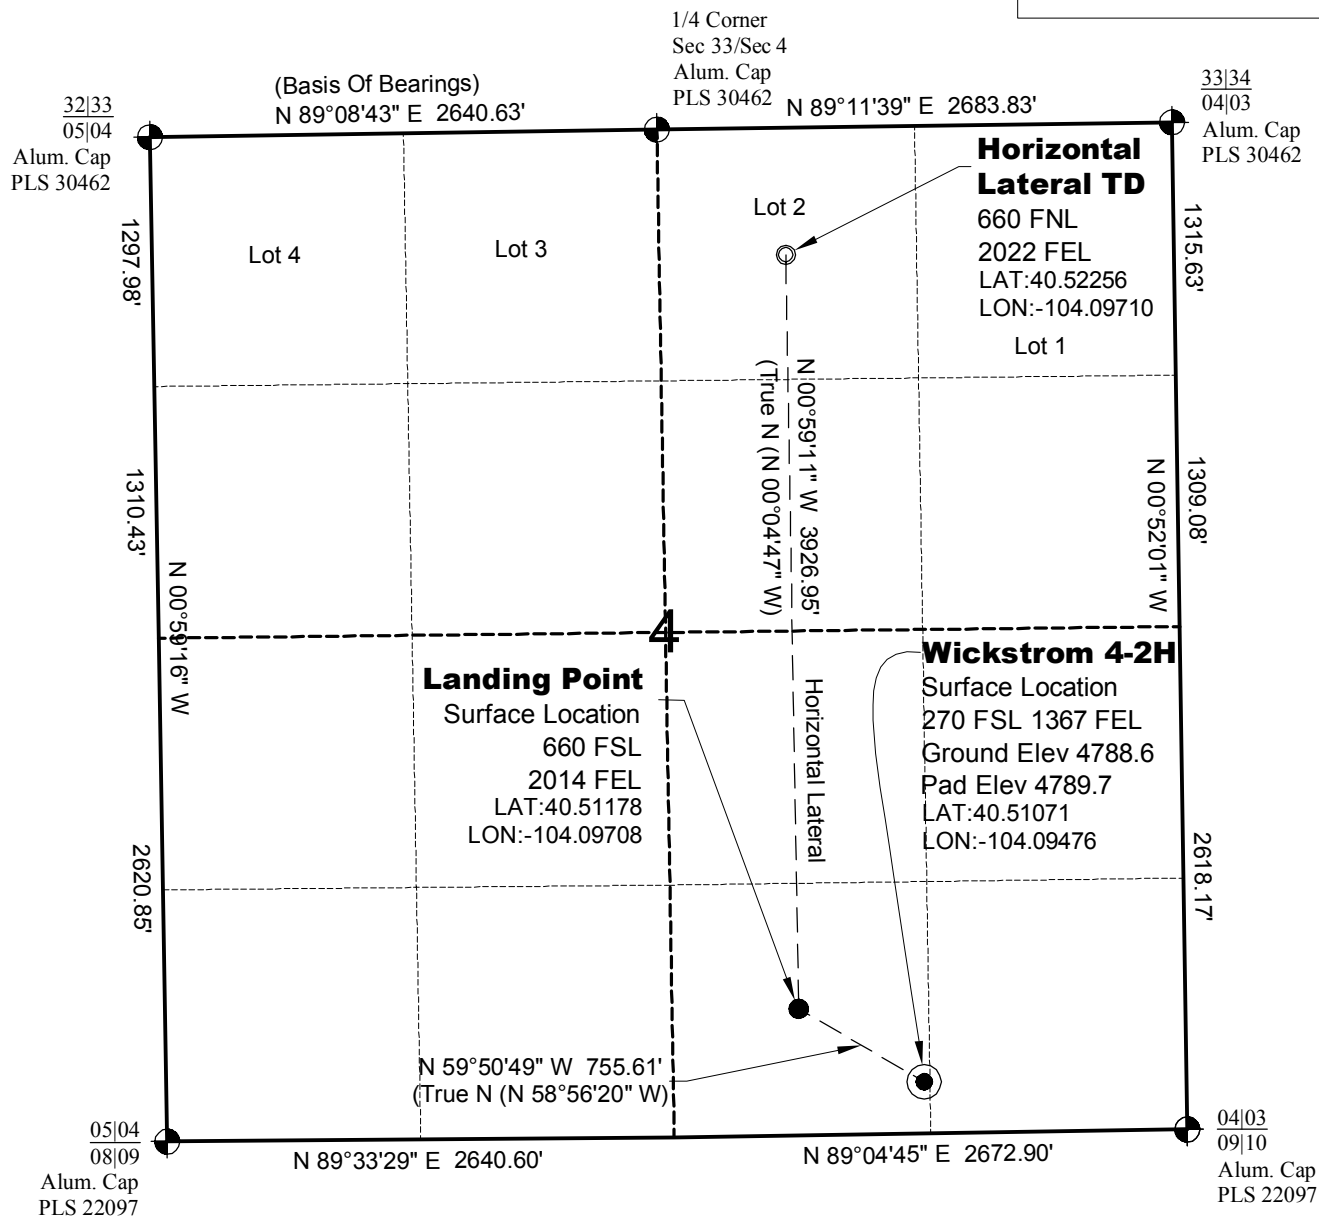 1/4 Corner
Sec 33/Sec 4
Alum. Cap
PLS 30462
(Basis Of Bearings)
N 89°08'43" E 2640.63'
N 89°11'39" E 2683.83'
32|33
05|04
Alum. Cap
PLS 30462
33|34
04|03
Alum. Cap
PLS 30462
Horizontal
Lateral TD
660 FNL
2022 FEL
LAT:40.52256
LON:-104.09710
Lot 4
Lot 3
Lot 2
Lot 1
1297.98'
1315.63'
1310.43'
N 00°59'16" W
2620.85'
N 00°59'11" W 3926.95'
(True N (N 00°04'47" W)
1309.08'
N 00°52'01" W
2618.17'
4
Landing Point
Surface Location
660 FSL
2014 FEL
LAT:40.51178
LON:-104.09708
Horizontal Lateral
Wickstrom 4-2H
Surface Location
270 FSL 1367 FEL
Ground Elev 4788.6
Pad Elev 4789.7
LAT:40.51071
LON:-104.09476
N 59°50'49" W 755.61'
(True N (N 58°56'20" W)
05|04
08|09
Alum. Cap
PLS 22097
N 89°33'29" E 2640.60'
N 89°04'45" E 2672.90'
04|03
09|10
Alum. Cap
PLS 22097